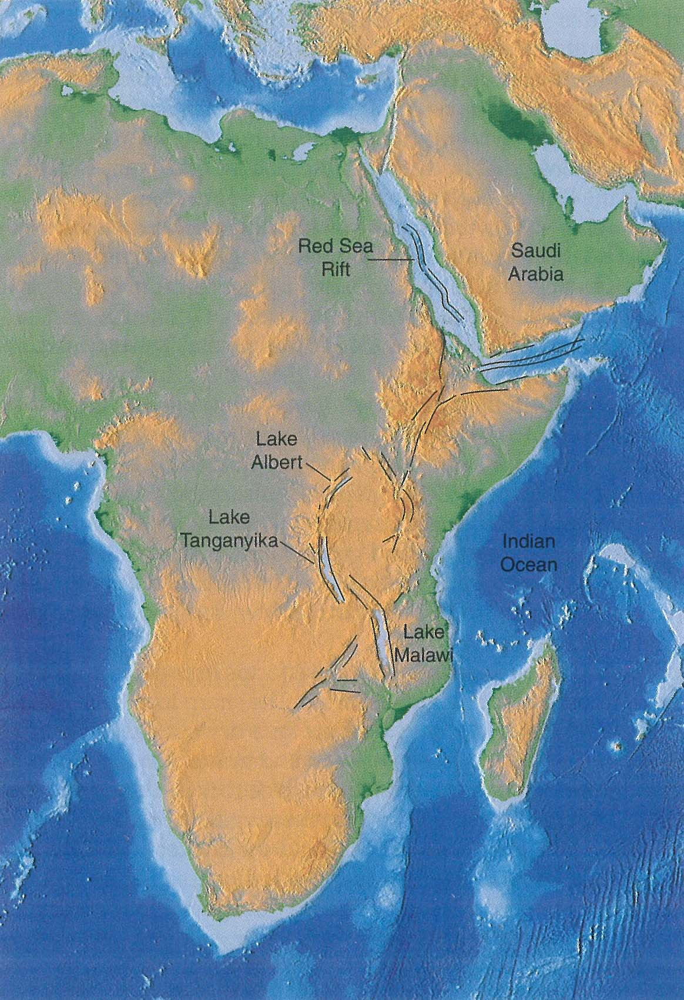 Red Sea
Rift
Saudi
Arabia
Lake
Albert
Lake
Tanganyika
Indian
Ocean
Lake
Malawi